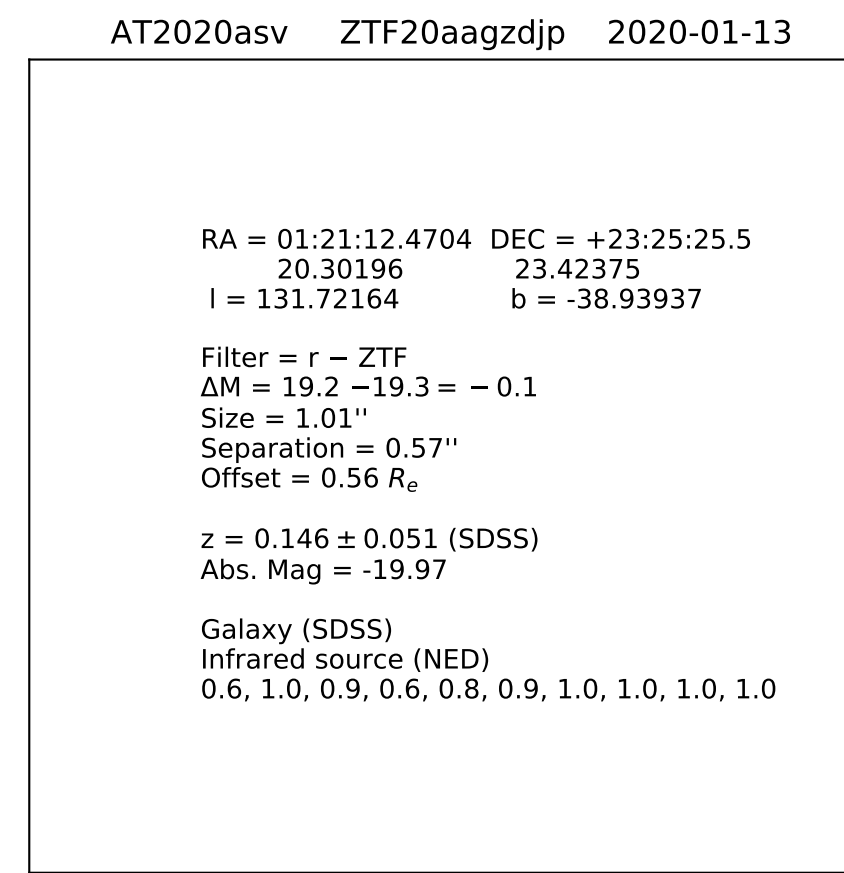 AT2020asv ZTF20aagzdjp 2020-01-13
RA = 01:21:12.4704 DEC = +23:25:25.5
20.30196 23.42375
l = 131.72164 b = -38.93937
Filter = r − ZTF
ΔM = 19.2 −19.3 = − 0.1
Size = 1.01''
Separation = 0.57''
Offset = 0.56 Rₑ
z = 0.146 ± 0.051 (SDSS)
Abs. Mag = -19.97
Galaxy (SDSS)
Infrared source (NED)
0.6, 1.0, 0.9, 0.6, 0.8, 0.9, 1.0, 1.0, 1.0, 1.0